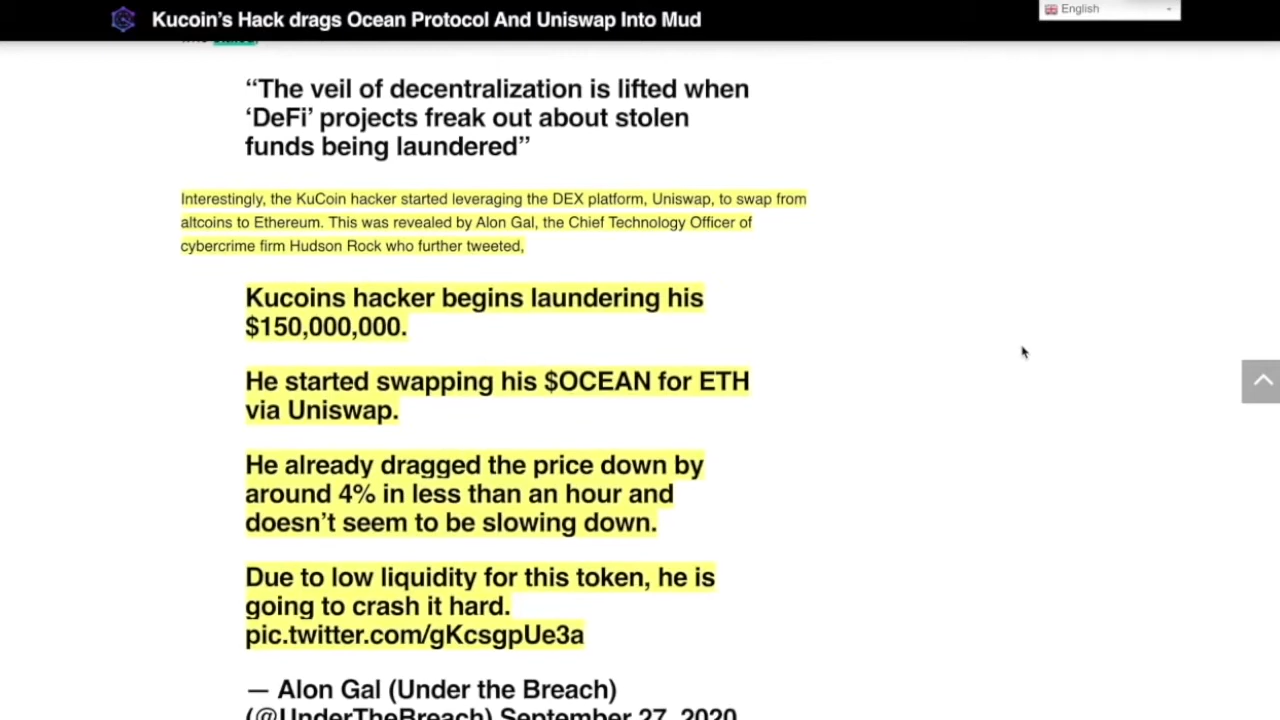 Kucoin's Hack drags Ocean Protocol And Uniswap Into Mud
English
“The veil of decentralization is lifted when
‘DeFi’ projects freak out about stolen
funds being laundered”
Interestingly, the KuCoin hacker started leveraging the DEX platform, Uniswap, to swap from
altcoins to Ethereum. This was revealed by Alon Gal, the Chief Technology Officer of
cybercrime firm Hudson Rock who further tweeted,
Kucoins hacker begins laundering his
$150,000,000.
He started swapping his $OCEAN for ETH
via Uniswap.
He already dragged the price down by
around 4% in less than an hour and
doesn’t seem to be slowing down.
Due to low liquidity for this token, he is
going to crash it hard.
pic.twitter.com/gKcsgpUe3a
— Alon Gal (Under the Breach)
(@UnderTheBreach) September 27, 2020